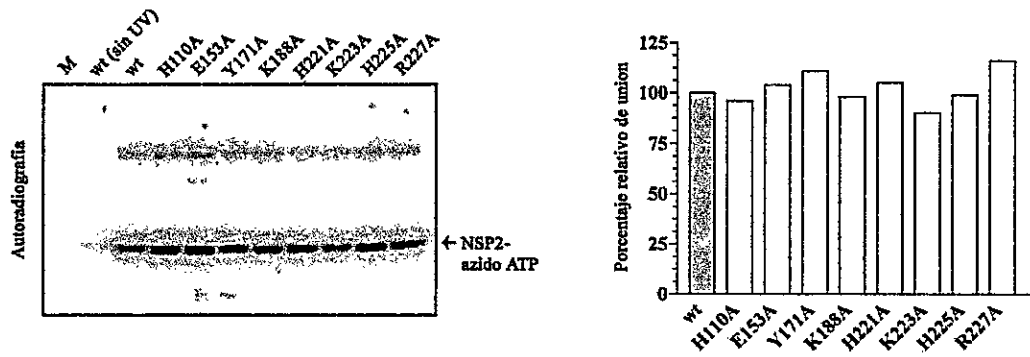 M
wt (sin UV)
wt
H110A
E153A
Y171A
K188A
H221A
K223A
H225A
R227A
Autoradiografia
← NSP2-
azido ATP
Porcentaje relativo de union
125
100
75
50
25
0
wt
H110A
E153A
Y171A
K188A
H221A
K223A
H225A
R227A